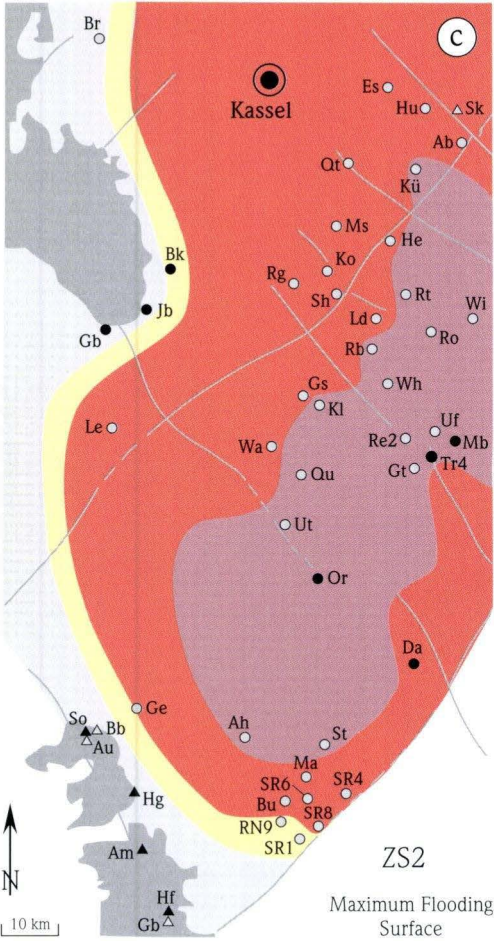 Br
c
Kassel
Es
Hu
Sk
Ab
Qt
Kü
Ms
He
Bk
Ko
Rg
Rt
Jb
Sh
Wi
Gb
Ld
Ro
Rb
Wh
Gs
Kl
Le
Uf
Wa
Re2
Mb
Tr4
Gt
Qu
Ut
Or
Da
Ge
So
Bb
Au
Ah
St
Ma
SR6
SR4
Hg
Bu
SR8
RN9
SR1
Am
ZS2
N
Hf
Maximum Flooding
Gb
Surface
10 km